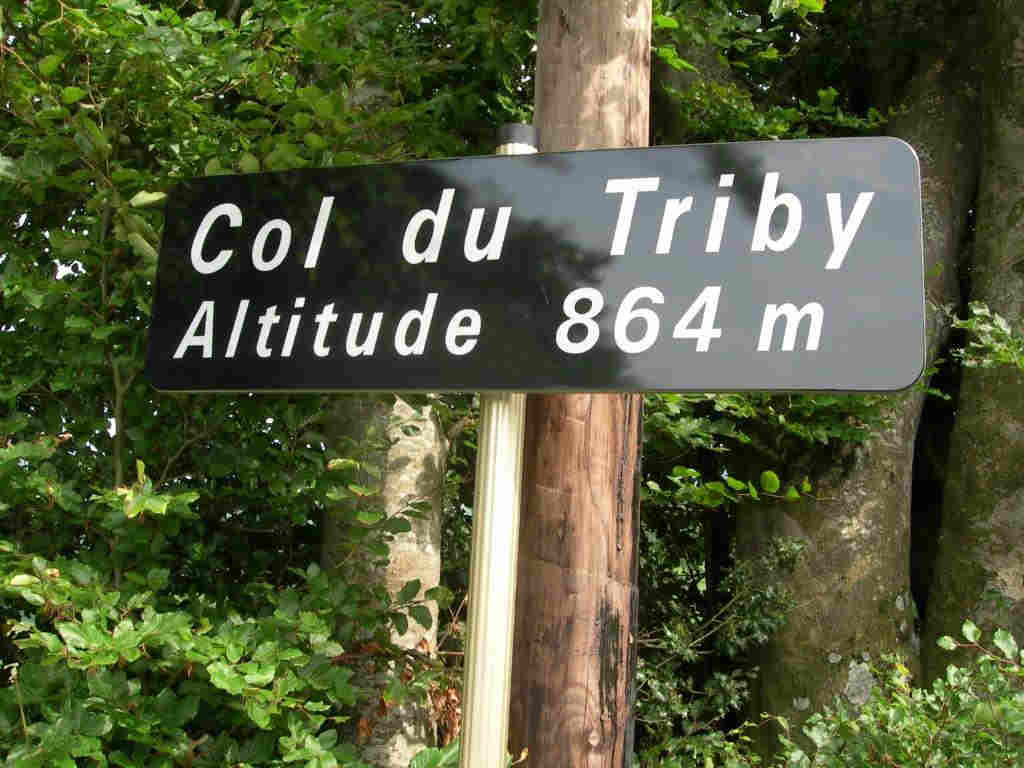 Col du Triby
Altitude 864 m